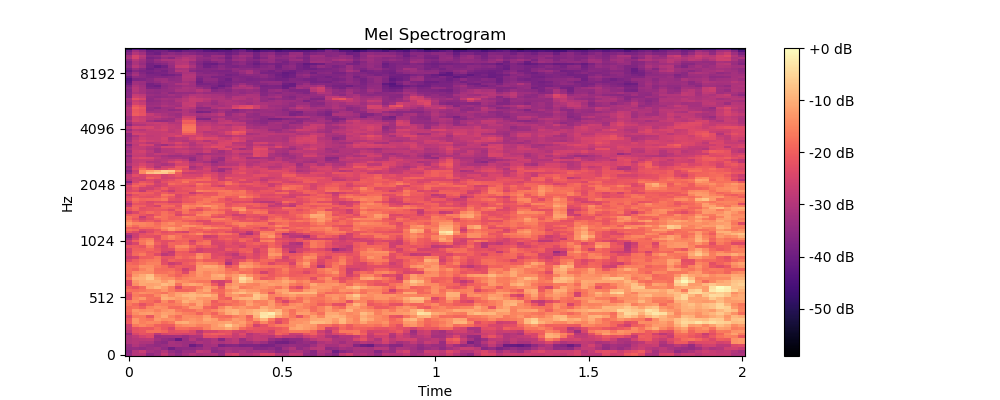 Mel Spectrogram
Hz
8192
4096
2048
1024
512
0
0 0.5 1 1.5 2
Time
+0 dB
-10 dB
-20 dB
-30 dB
-40 dB
-50 dB